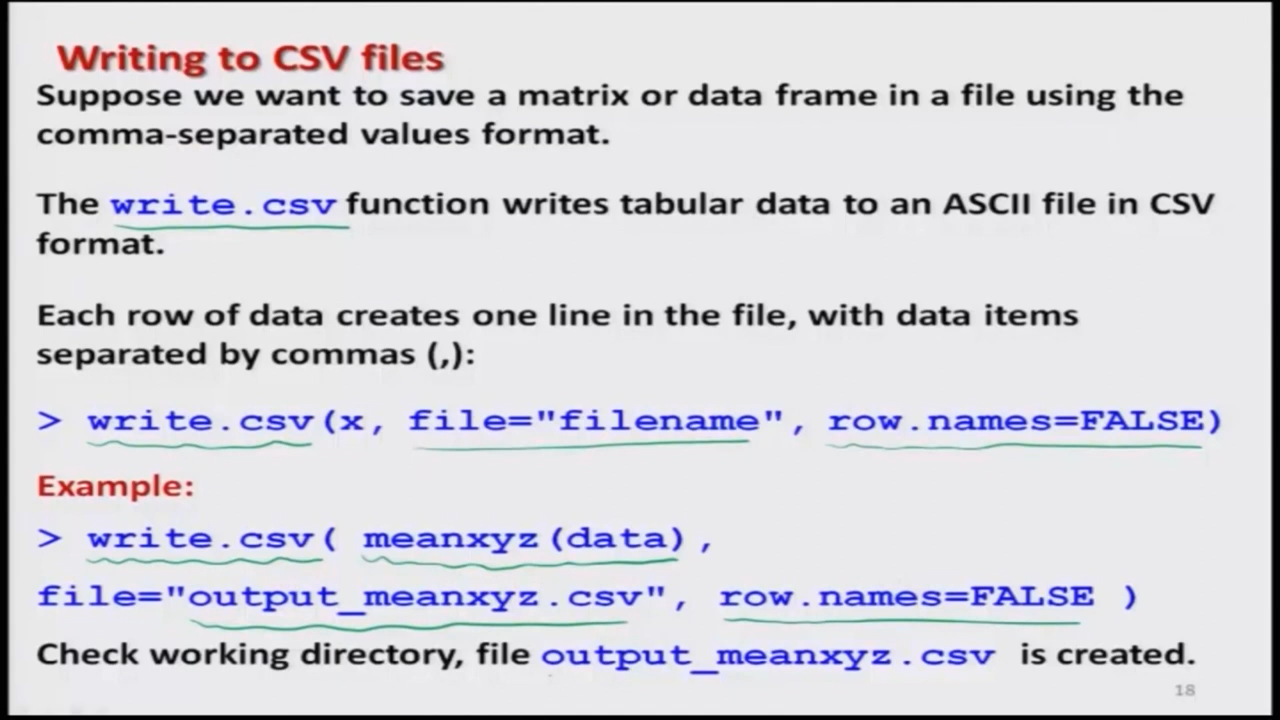 Writing to CSV files
Suppose we want to save a matrix or data frame in a file using the
comma-separated values format.
The write.csv function writes tabular data to an ASCII file in CSV
format.
Each row of data creates one line in the file, with data items
separated by commas (,):
> write.csv(x, file="filename", row.names=FALSE)
Example:
> write.csv( meanxyz(data),
file="output_meanxyz.csv", row.names=FALSE )
Check working directory, file output_meanxyz.csv is created.
18